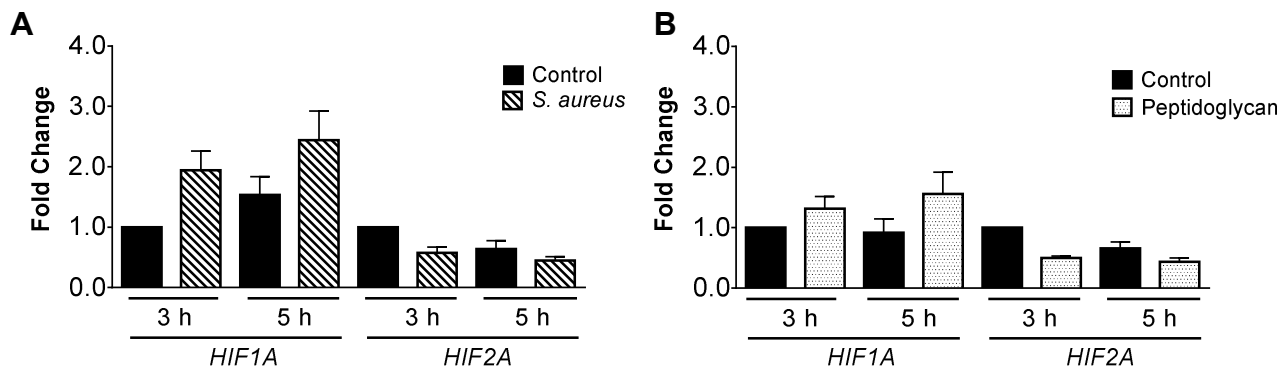 A
Fold Change
4.0
3.0
2.0
1.0
0.0
Control
S. aureus
3 h 5 h 3 h 5 h
HIF1A HIF2A
B
Fold Change
4.0
3.0
2.0
1.0
0.0
Control
Peptidoglycan
3 h 5 h 3 h 5 h
HIF1A HIF2A